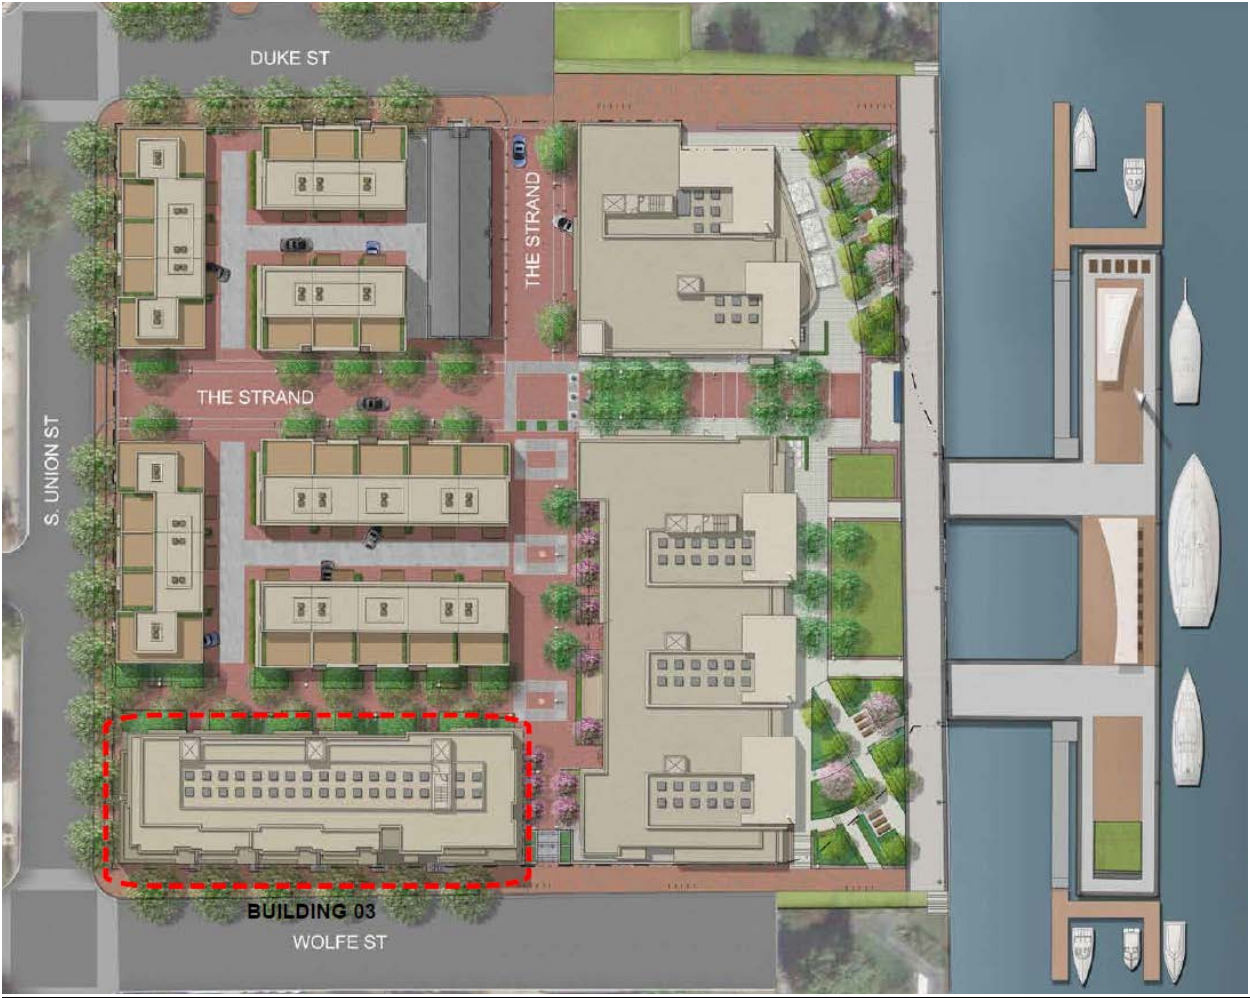 DUKE ST
THE STRAND
THE STRAND
S. UNION ST
BUILDING 03
WOLFE ST